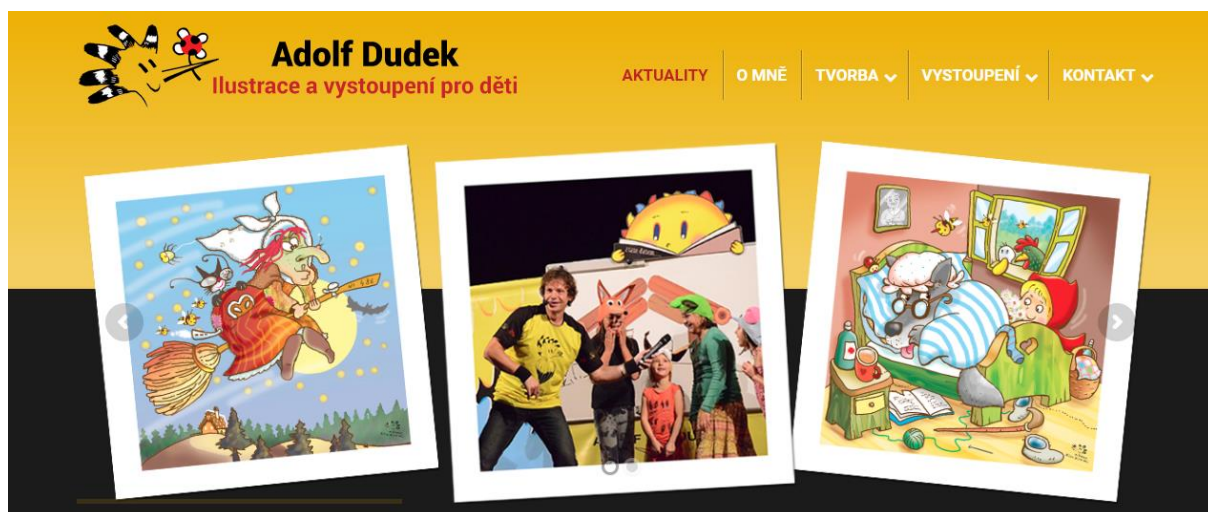 Adolf Dudek
Ilustrace a vystoupení pro děti
AKTUALITY
O MNĚ
TVORBA
VYSTOUPENÍ
KONTAKT